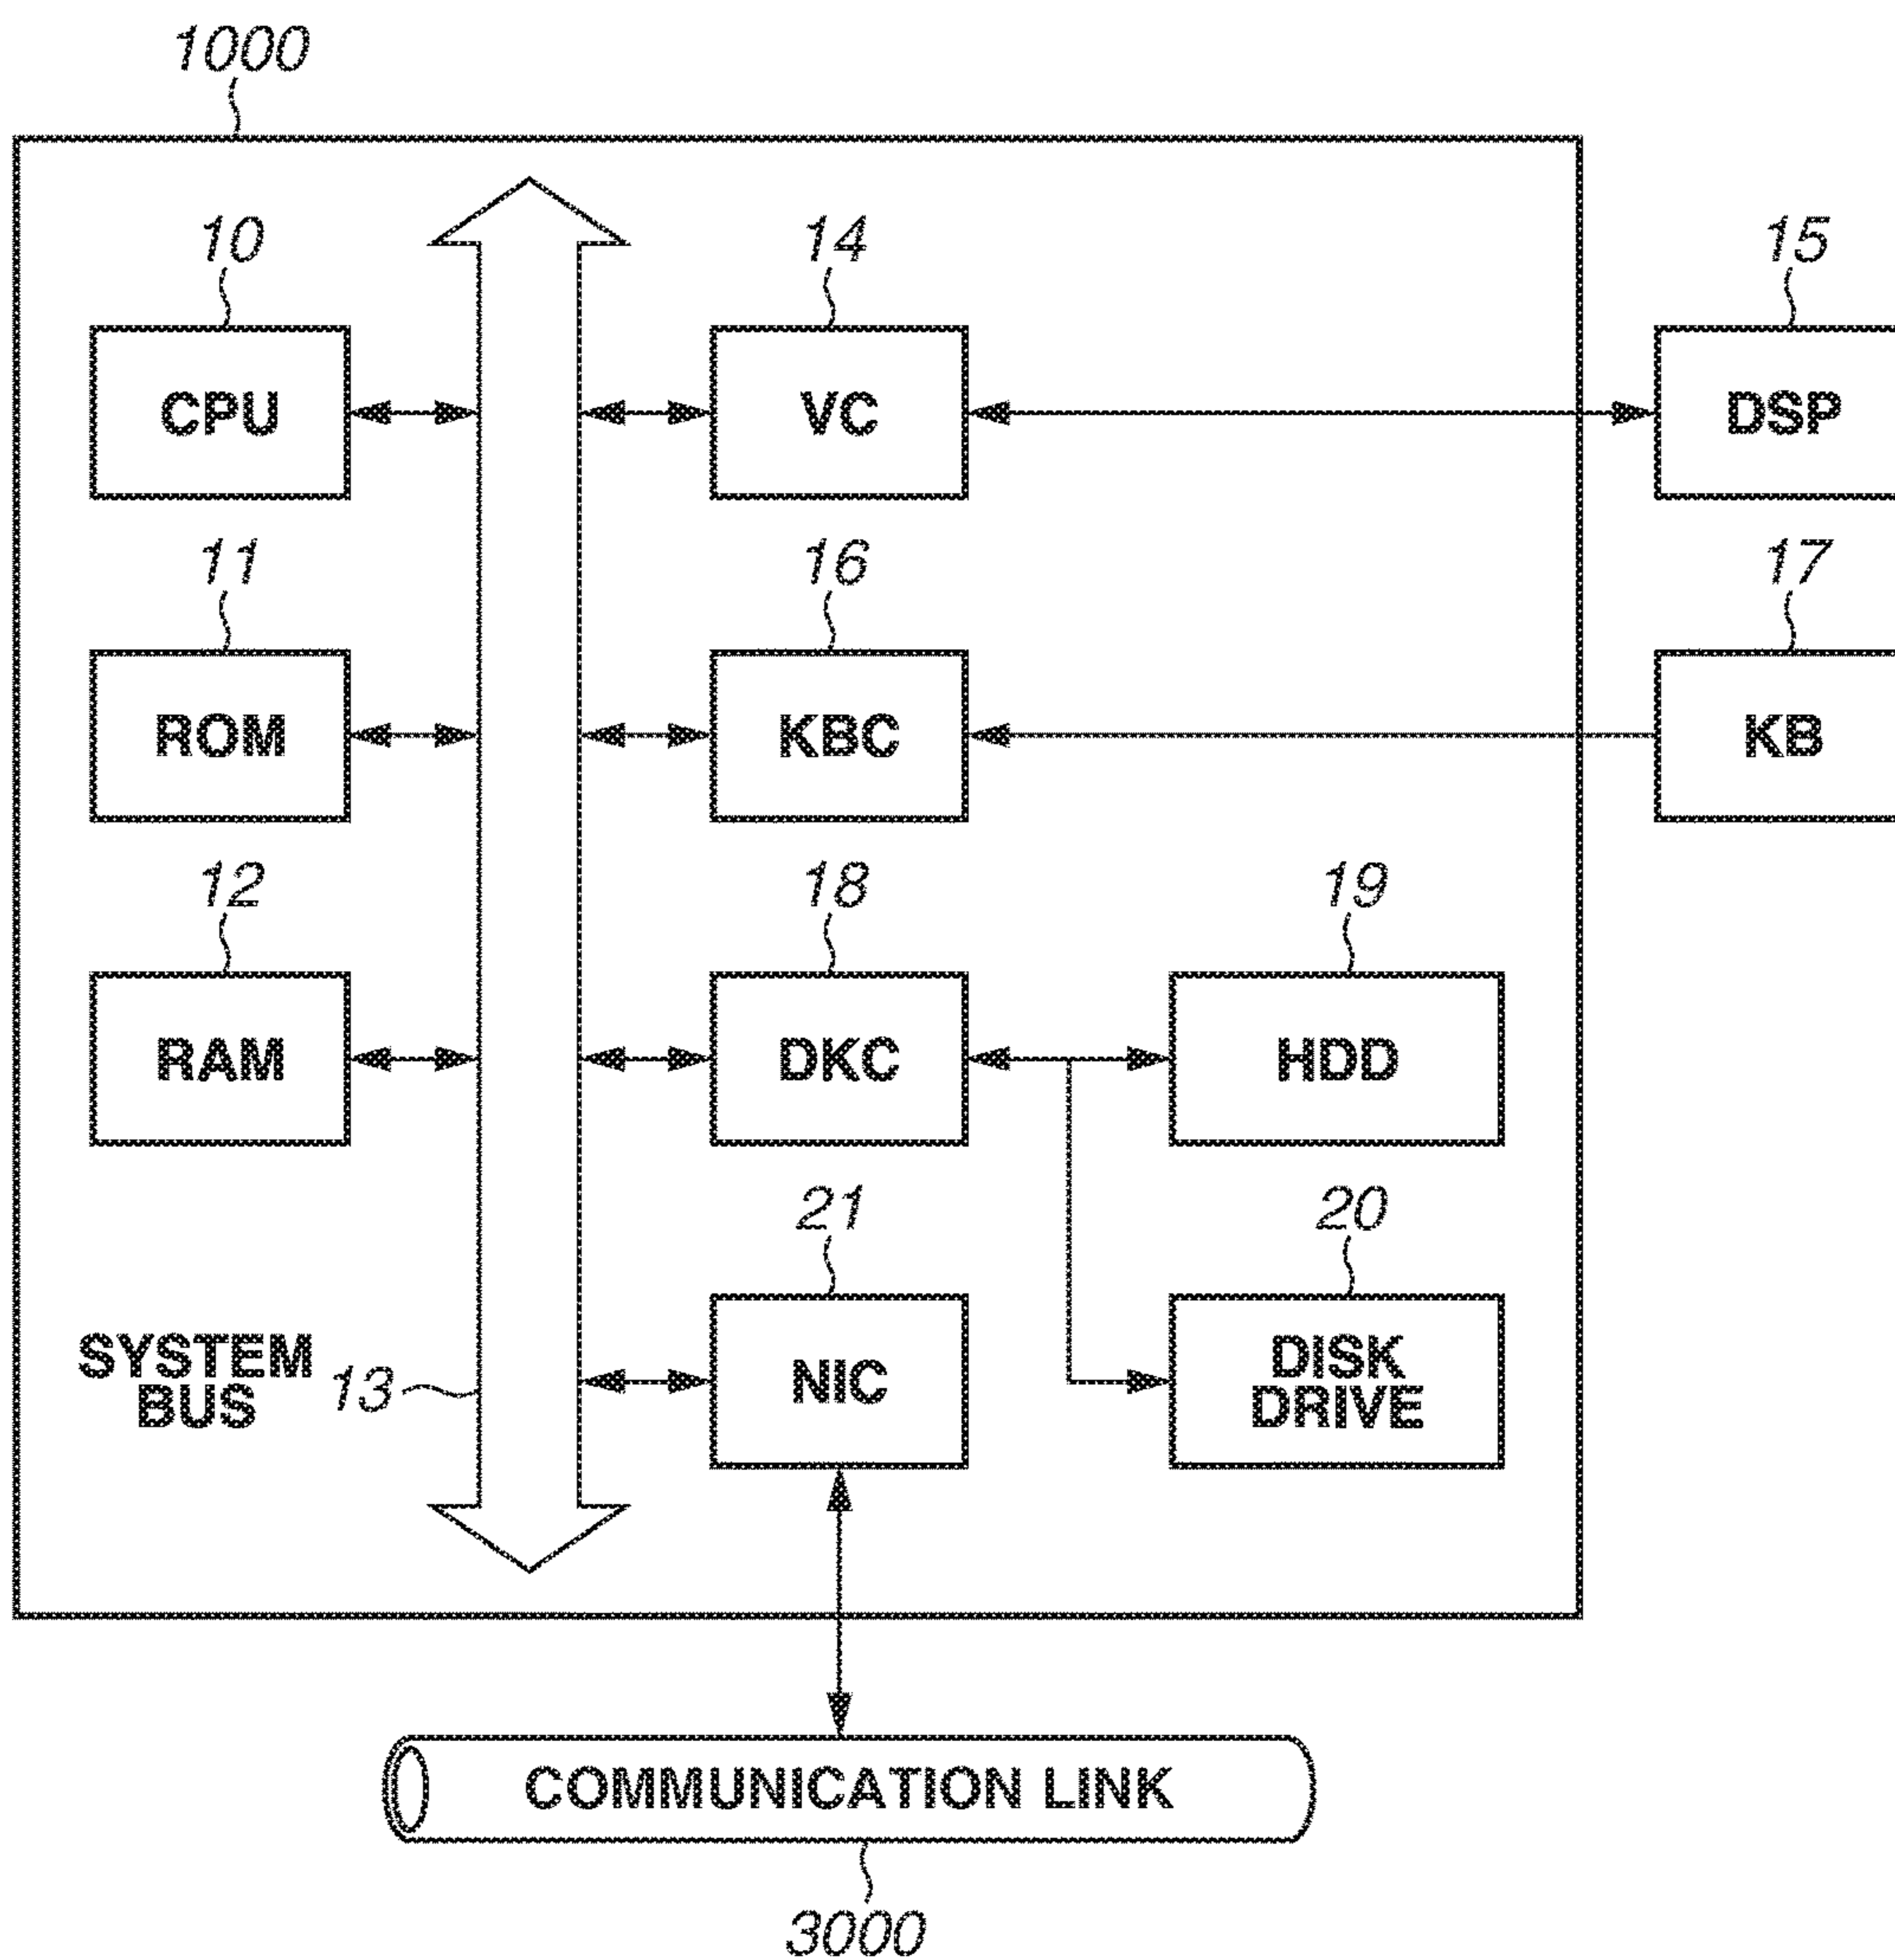 1000
10
14
15
CPU
VC
DSP
11
16
17
ROM
KBC
KB
12
18
19
RAM
DKC
HDD
21
20
SYSTEM
BUS
13
NIC
DISK
DRIVE
COMMUNICATION LINK
3000